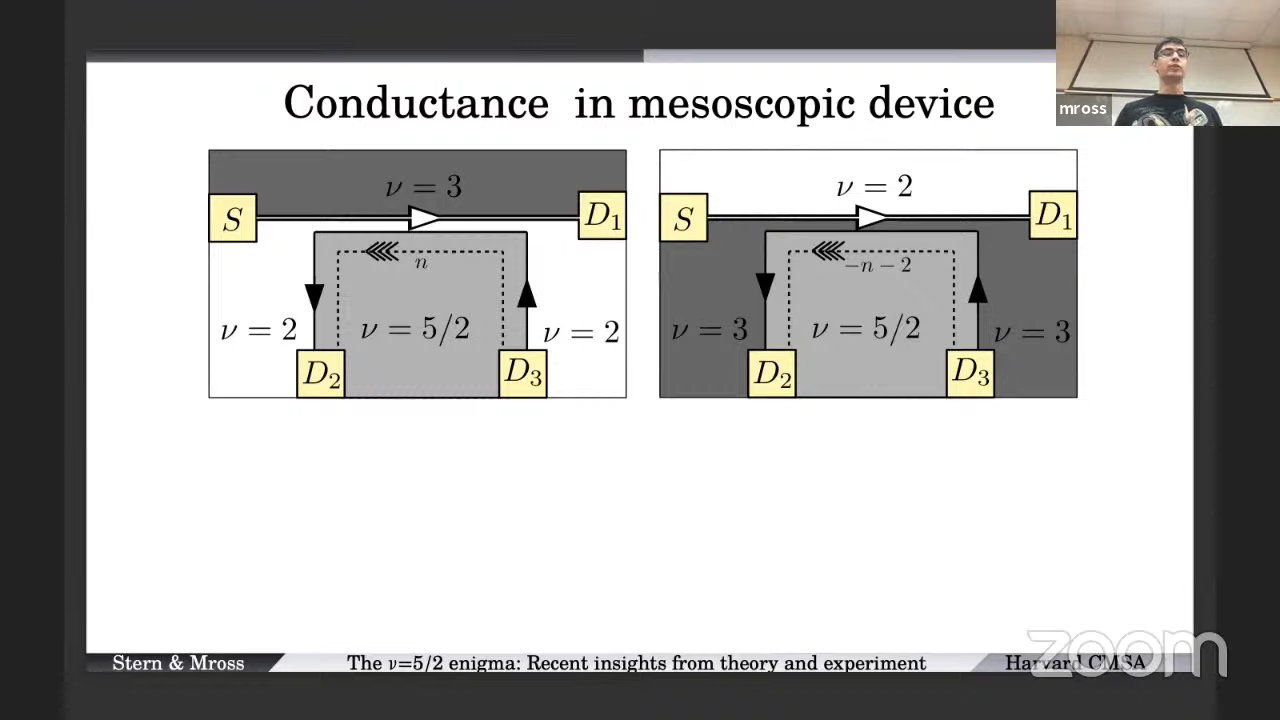 Conductance in mesoscopic device
mross
ν = 3
S
D1
n
ν = 2
ν = 5/2
ν = 2
D2
D3
ν = 2
S
D1
−n − 2
ν = 3
ν = 5/2
ν = 3
D2
D3
Stern & Mross
The ν=5/2 enigma: Recent insights from theory and experiment
Harvard CMSA
zoom